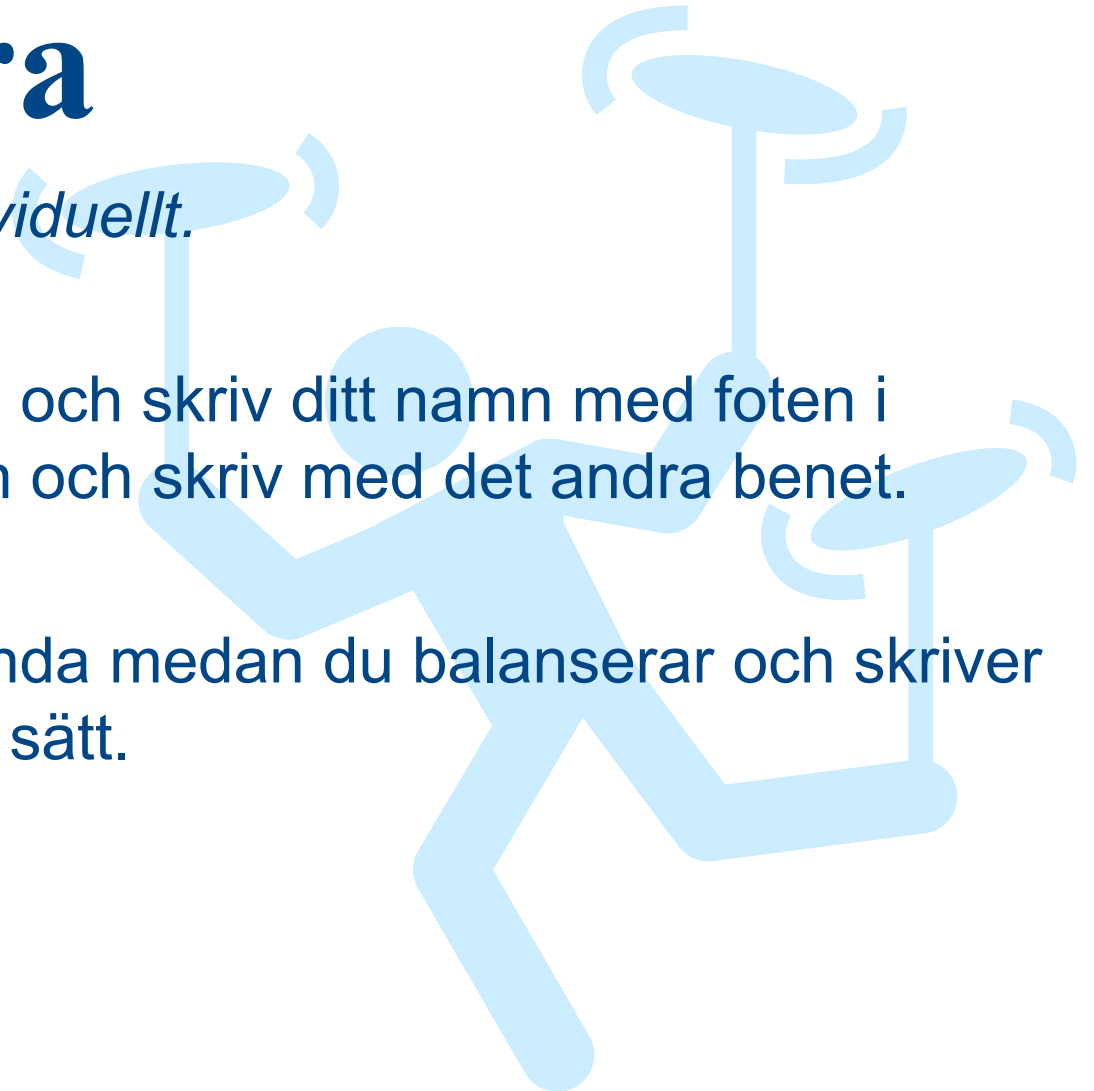 ra
viduellt.
och skriv ditt namn med foten i
n och skriv med det andra benet.
nda medan du balanserar och skriver
sätt.